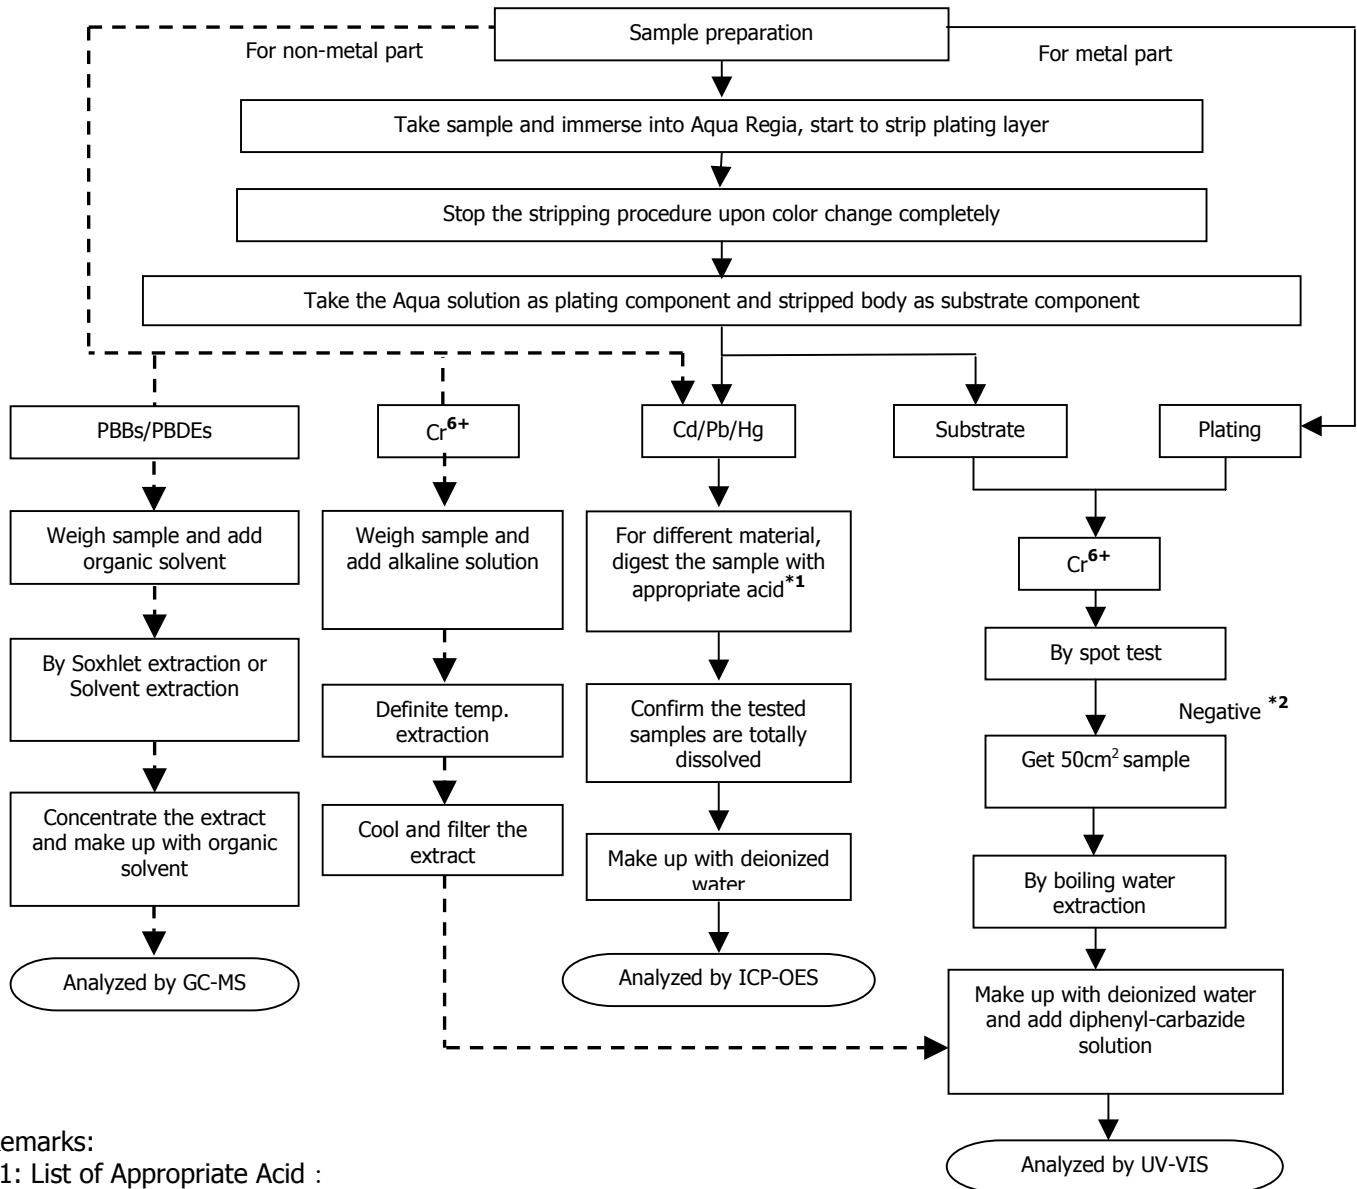 Sample preparation
For non-metal part
For metal part
Take sample and immerse into Aqua Regia, start to strip plating layer
Stop the stripping procedure upon color change completely
Take the Aqua solution as plating component and stripped body as substrate component
PBBs/PBDEs
Cr6+
Cd/Pb/Hg
Substrate
Plating
Weigh sample and add
organic solvent
Weigh sample and
add alkaline solution
For different material,
digest the sample with
appropriate acid*1
Cr6+
By Soxhlet extraction or
Solvent extraction
Definite temp.
extraction
Confirm the tested
samples are totally
dissolved
By spot test
Negative *2
Get 50cm2 sample
Concentrate the extract
and make up with organic
solvent
Cool and filter the
extract
Make up with deionized
water
By boiling water
extraction
Analyzed by GC-MS
Analyzed by ICP-OES
Make up with deionized water
and add diphenyl-carbazide
solution
Analyzed by UV-VIS
emarks:
1: List of Appropriate Acid :